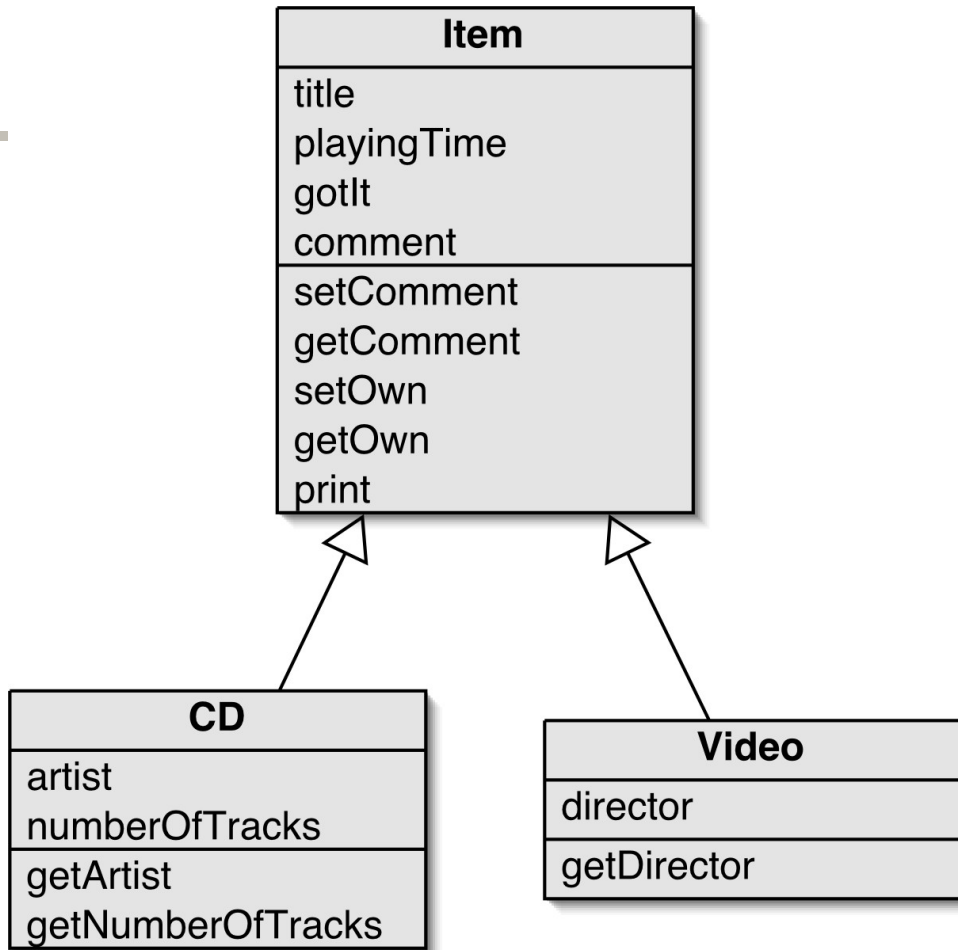 Item
title
playingTime
gotIt
comment
setComment
getComment
setOwn
getOwn
print
CD
artist
numberOfTracks
getArtist
getNumberOfTracks
Video
director
getDirector